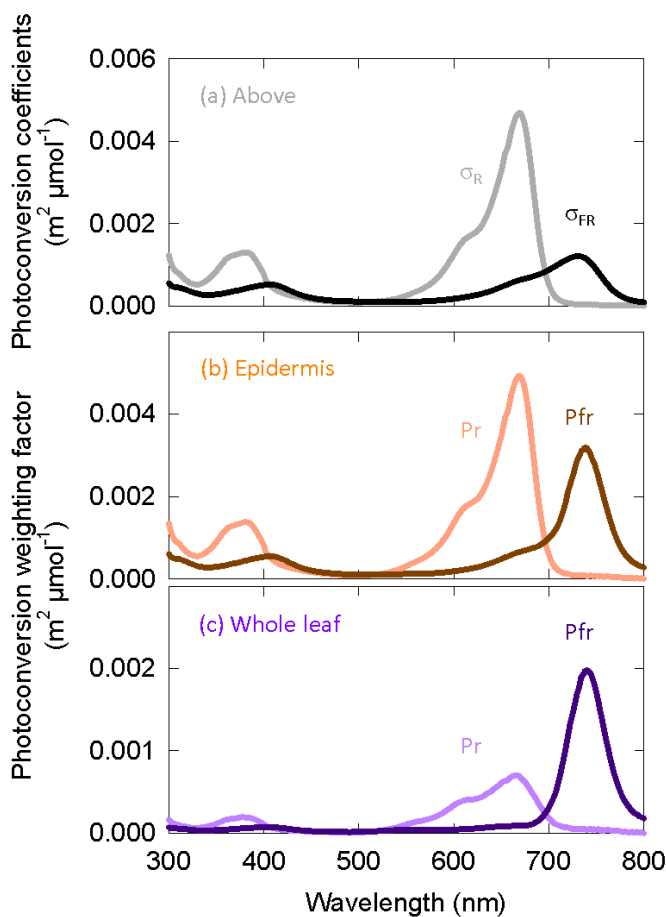 Photoconversion coefficients
(m² µmol⁻¹)
0.006
0.004
0.002
0.000
(a) Above
σR
σFR
Photoconversion weighting factor
(m² µmol⁻¹)
0.004
0.002
0.000
(b) Epidermis
Pr
Pfr
0.002
0.001
0.000
(c) Whole leaf
Pr
Pfr
300 400 500 600 700 800
Wavelength (nm)